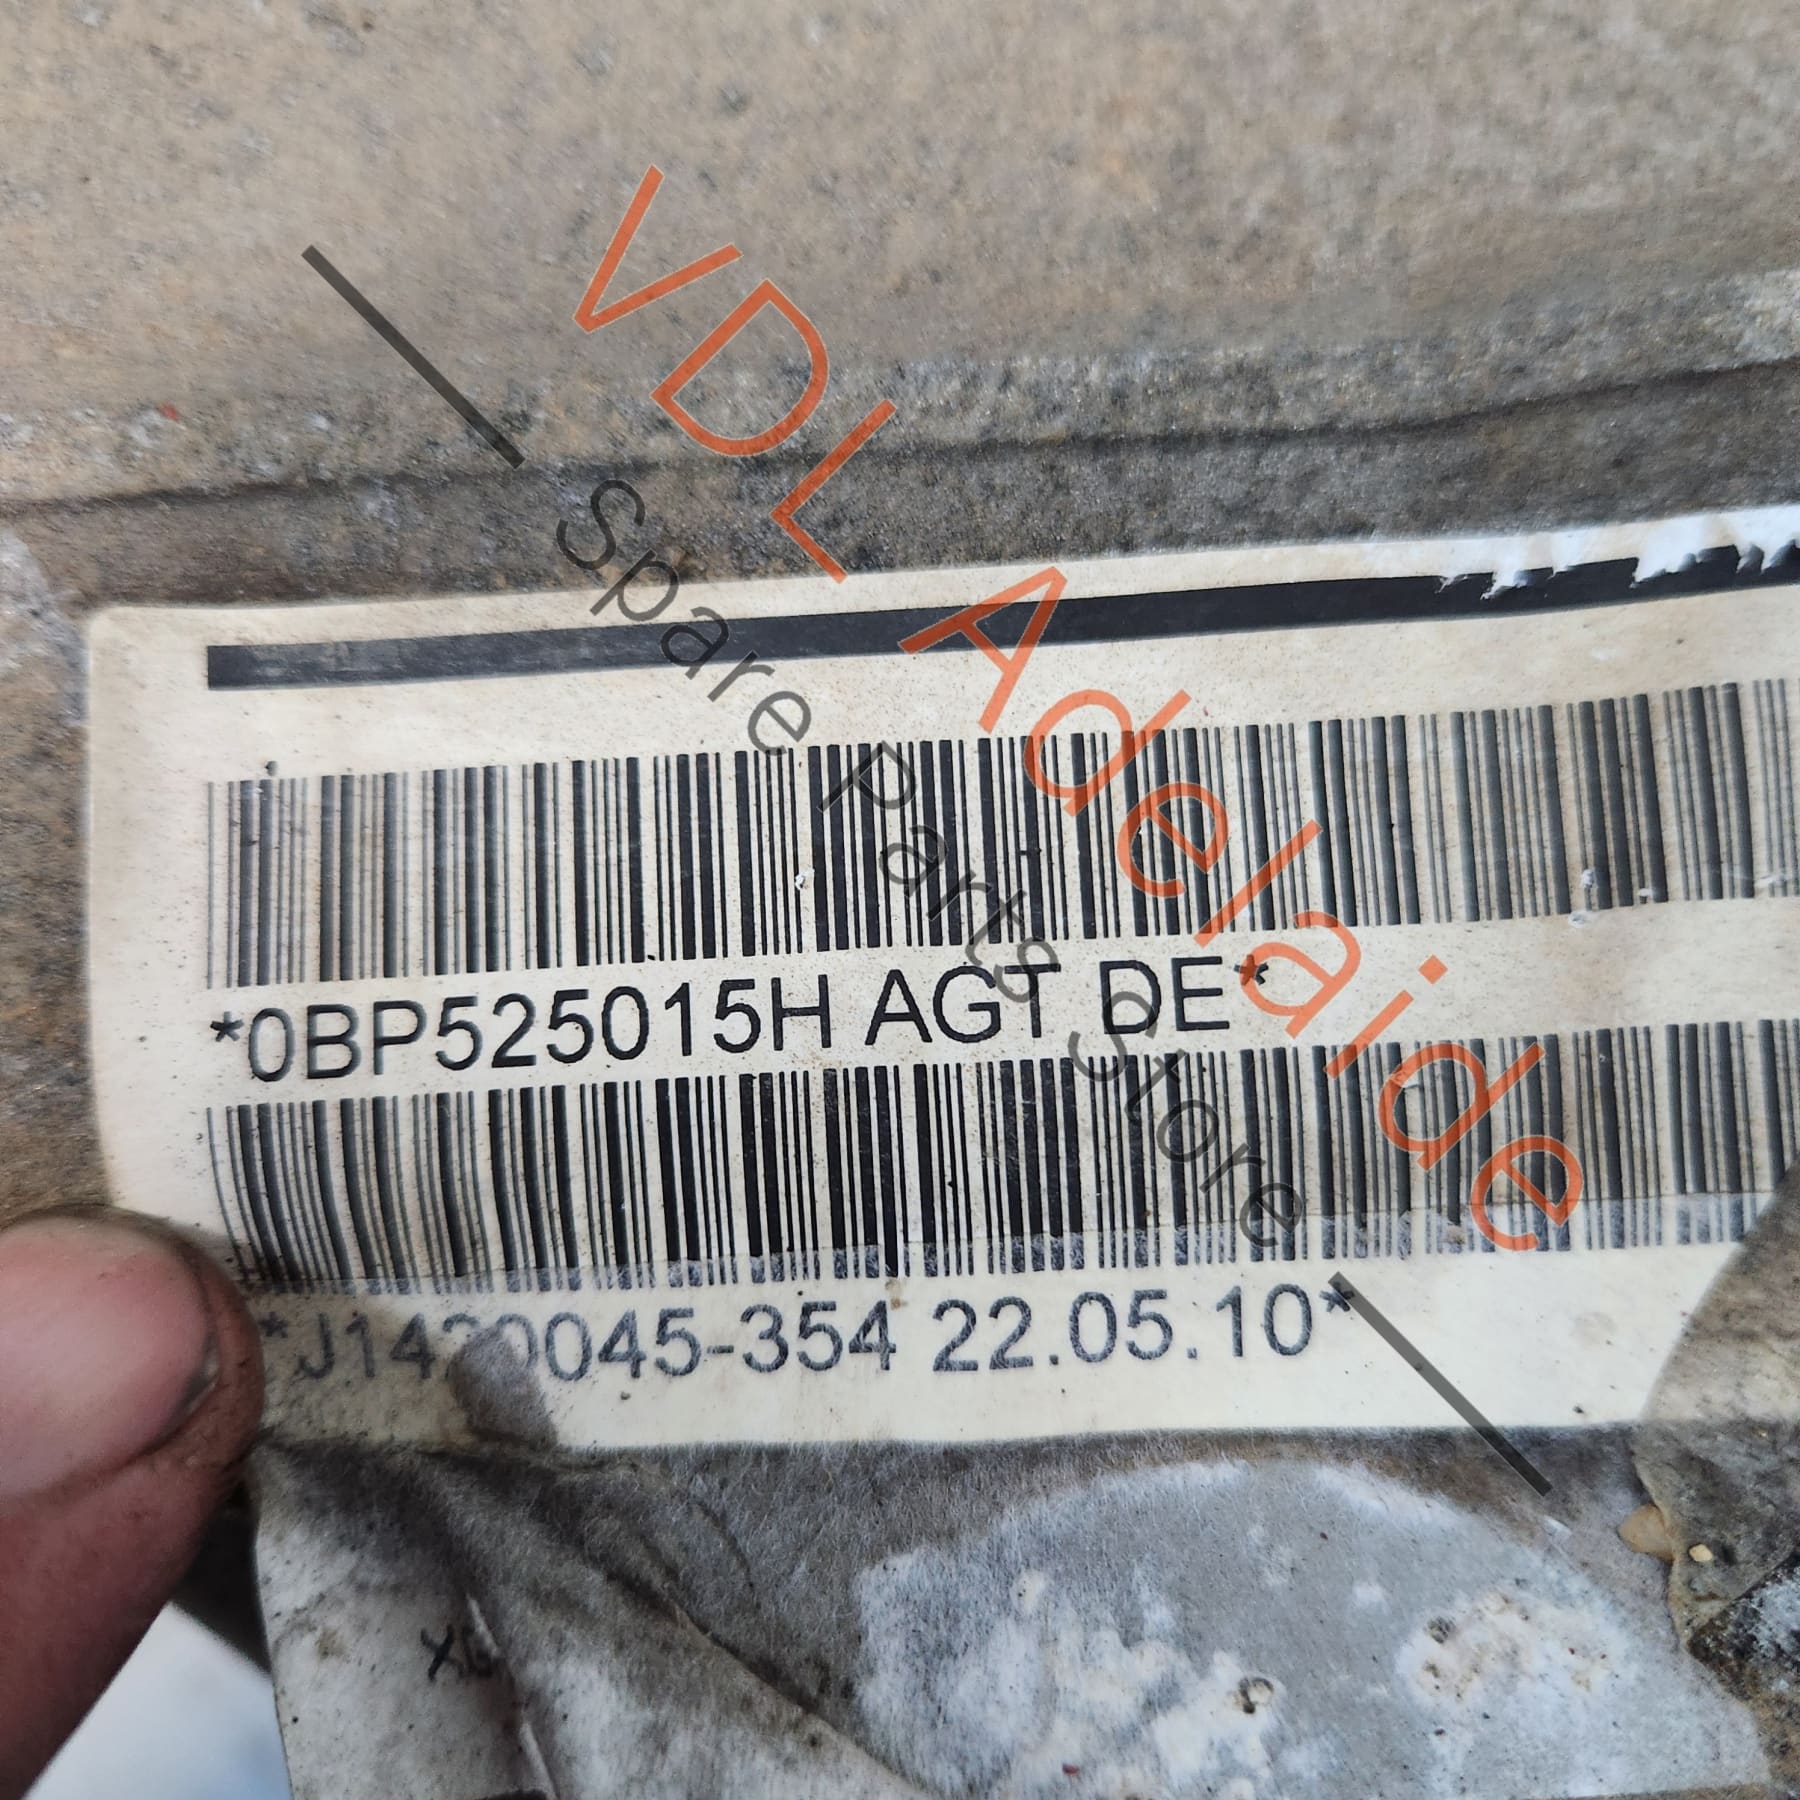 VDL Adelaide
Spare Parts Store
*0BP525015H AGT DE*
22.05.10*